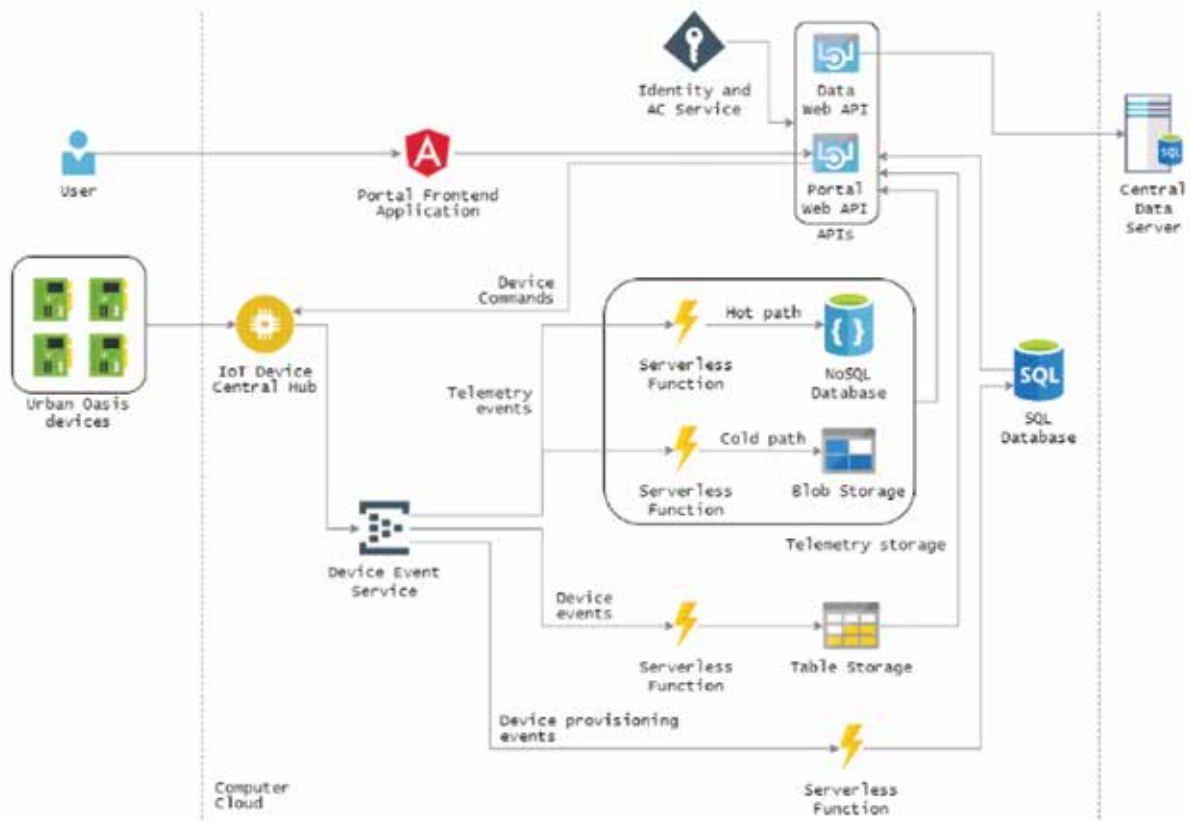 Identity and
AC Service
Data
Web API
User
Portal Frontend
Application
Portal
Web API
APIs
SQL
Central
Data
Server
Device
Commands
Hot path
{ }
IoT Device
Central Hub
Urban Oasis
devices
Telemetry
events
Serverless
Function
NoSQL
Database
SQL
SQL
Database
Cold path
Serverless
Function
Blob Storage
Telemetry storage
Device Event
Service
Device
events
Serverless
Function
Table Storage
Device provisioning
events
Computer
Cloud
Serverless
Function